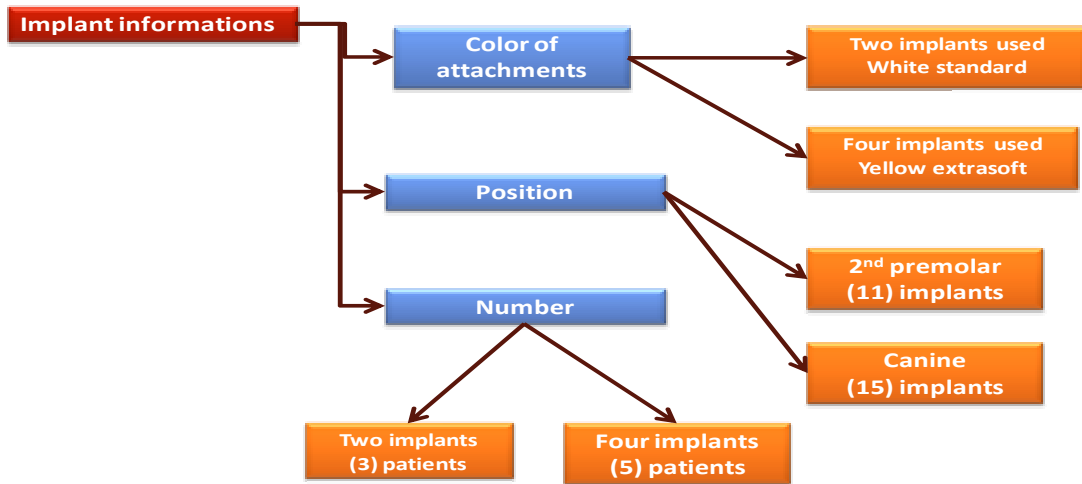 Implant informations
Color of
attachments
Two implants used
White standard
Four implants used
Yellow extrasoft
Position
2nd premolar
(11) implants
Number
Canine
(15) implants
Two implants
(3) patients
Four implants
(5) patients